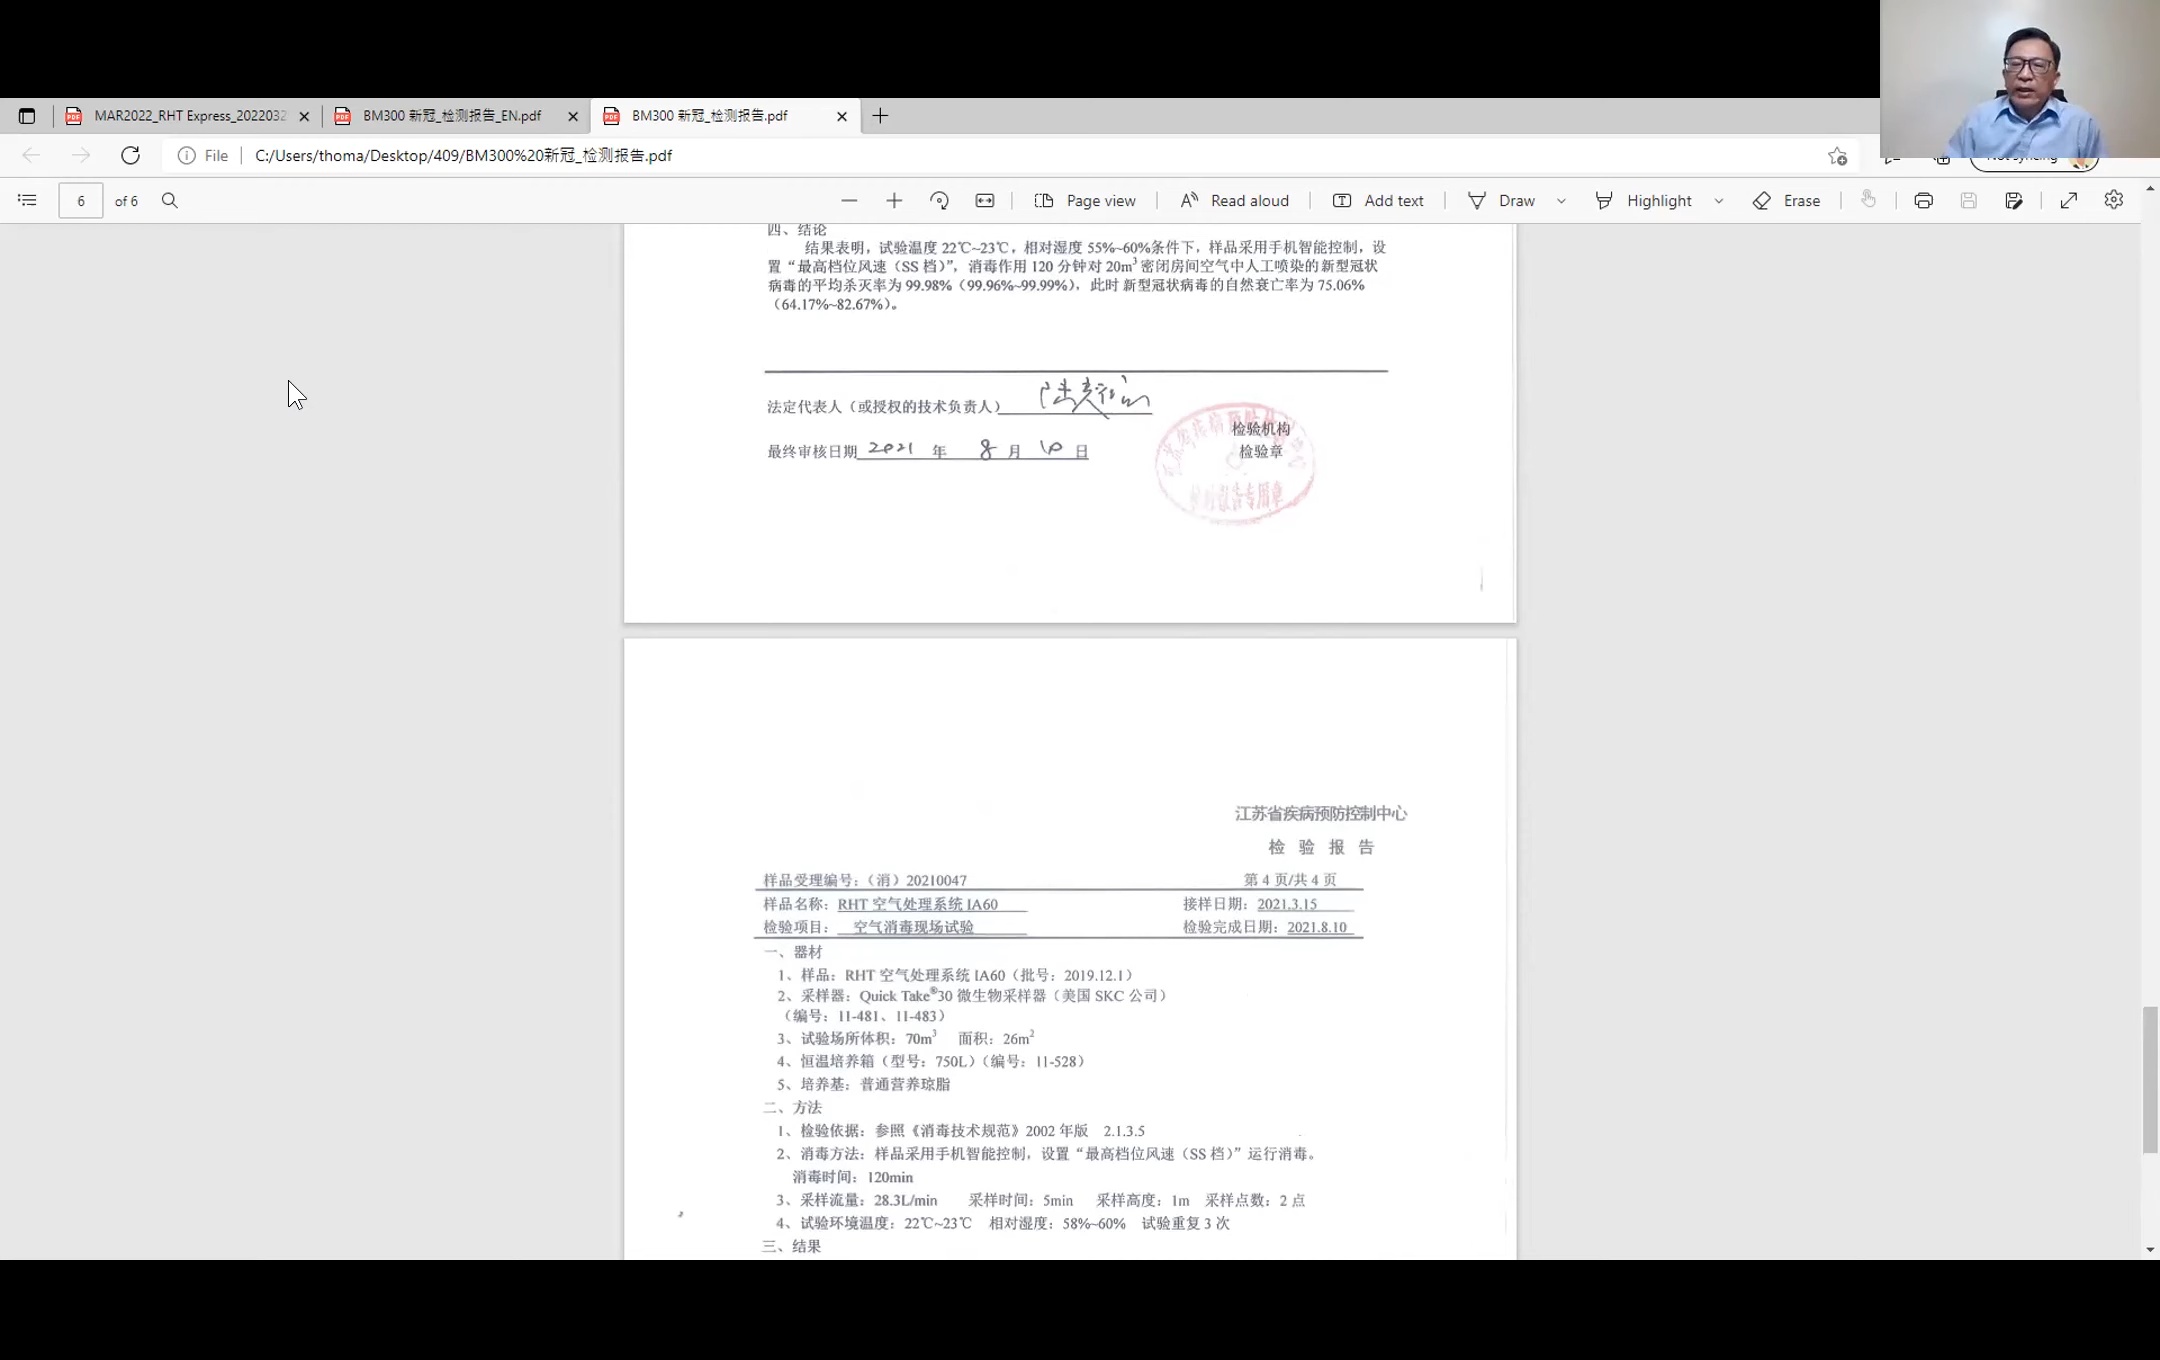 MAR2022_RHT Express_2022032
BM300 新冠_检测报告_EN.pdf
BM300 新冠_检测报告.pdf
File
C:/Users/thoma/Desktop/409/BM300%20新冠_检测报告.pdf
Not syncing
6 of 6
Page view
Read aloud
Add text
Draw
Highlight
Erase
四、结论
结果表明，试验温度 22℃~23℃，相对湿度 55%~60%条件下，样品采用手机智能控制，设
置“最高档位风速（SS 档）”，消毒作用 120 分钟对 20m³ 密闭房间空气中人工喷染的新型冠状
病毒的平均杀灭率为 99.98%（99.96%~99.99%），此时新型冠状病毒的自然衰亡率为 75.06%
（64.17%~82.67%）。
法定代表人（或授权的技术负责人）
检验机构
检验章
最终审核日期 2021 年 8 月 10 日
检验报告专用章
江苏省疾病预防控制中心
检 验 报 告
样品受理编号：（消）20210047 第 4 页/共 4 页
样品名称： RHT 空气处理系统 IA60 接样日期： 2021.3.15
检验项目： 空气消毒现场试验 检验完成日期： 2021.8.10
一、器材
1、样品：RHT 空气处理系统 IA60（批号：2019.12.1）
2、采样器：Quick Take®30 微生物采样器（美国 SKC 公司）
（编号：11-481、11-483）
3、试验场所体积：70m³ 面积：26m²
4、恒温培养箱（型号：750L）（编号：11-528）
5、培养基：普通营养琼脂
二、方法
1、检验依据：参照《消毒技术规范》2002 年版 2.1.3.5
2、消毒方法：样品采用手机智能控制，设置“最高档位风速（SS 档）”运行消毒。
消毒时间：120min
3、采样流量：28.3L/min 采样时间：5min 采样高度：1m 采样点数：2 点
4、试验环境温度：22℃~23℃ 相对湿度：58%~60% 试验重复 3 次
三、结果